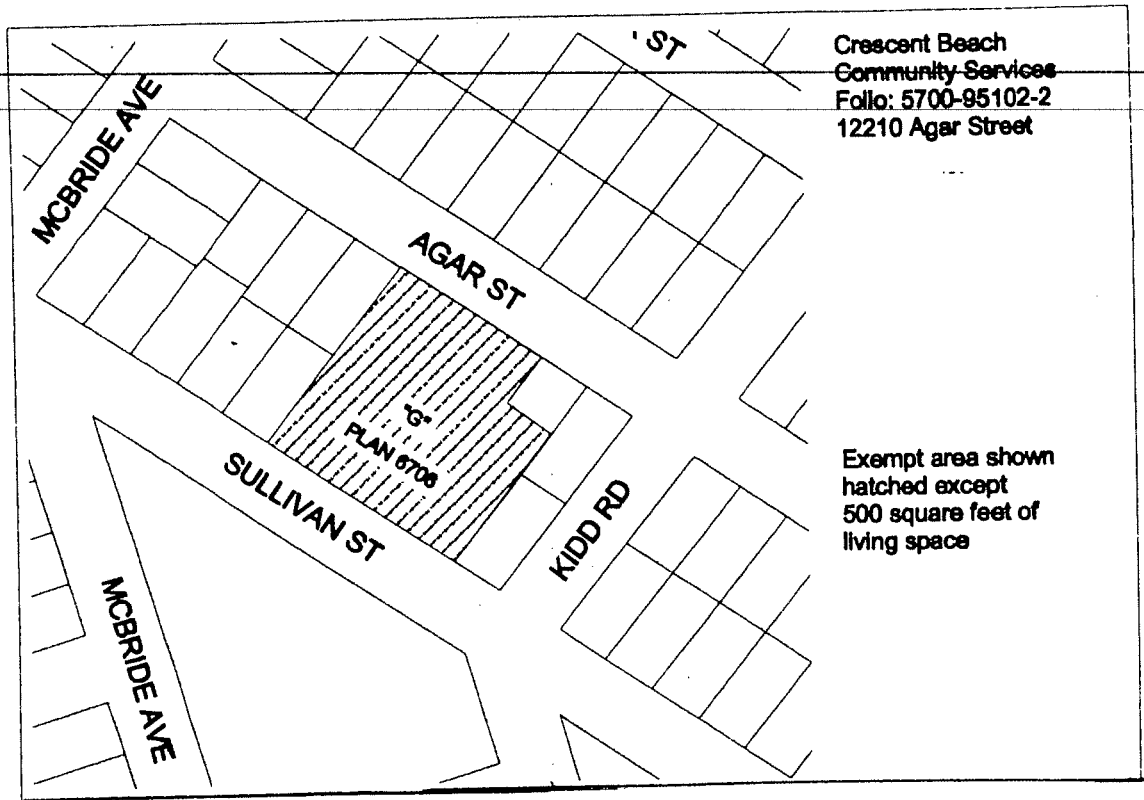 Crescent Beach
Community Services
Folio: 5700-95102-2
12210 Agar Street
ST
MCBRIDE AVE
AGAR ST
"G"
PLAN 6706
SULLIVAN ST
KIDD RD
MCBRIDE AVE
Exempt area shown
hatched except
500 square feet of
living space